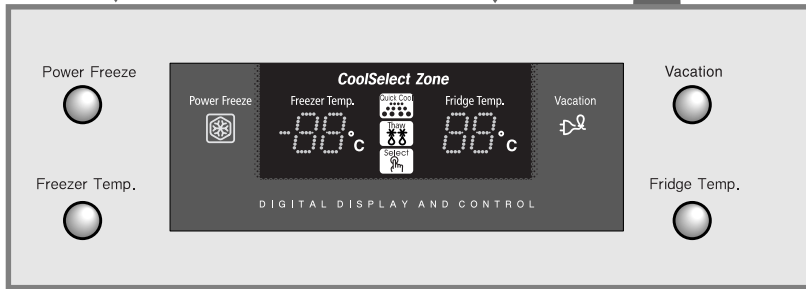 Power Freeze
Vacation
CoolSelect Zone
Power Freeze
Freezer Temp.
Quick Cool
Fridge Temp.
Vacation
-88°C
Thaw
88°C
Select
Freezer Temp.
Fridge Temp.
DIGITAL DISPLAY AND CONTROL